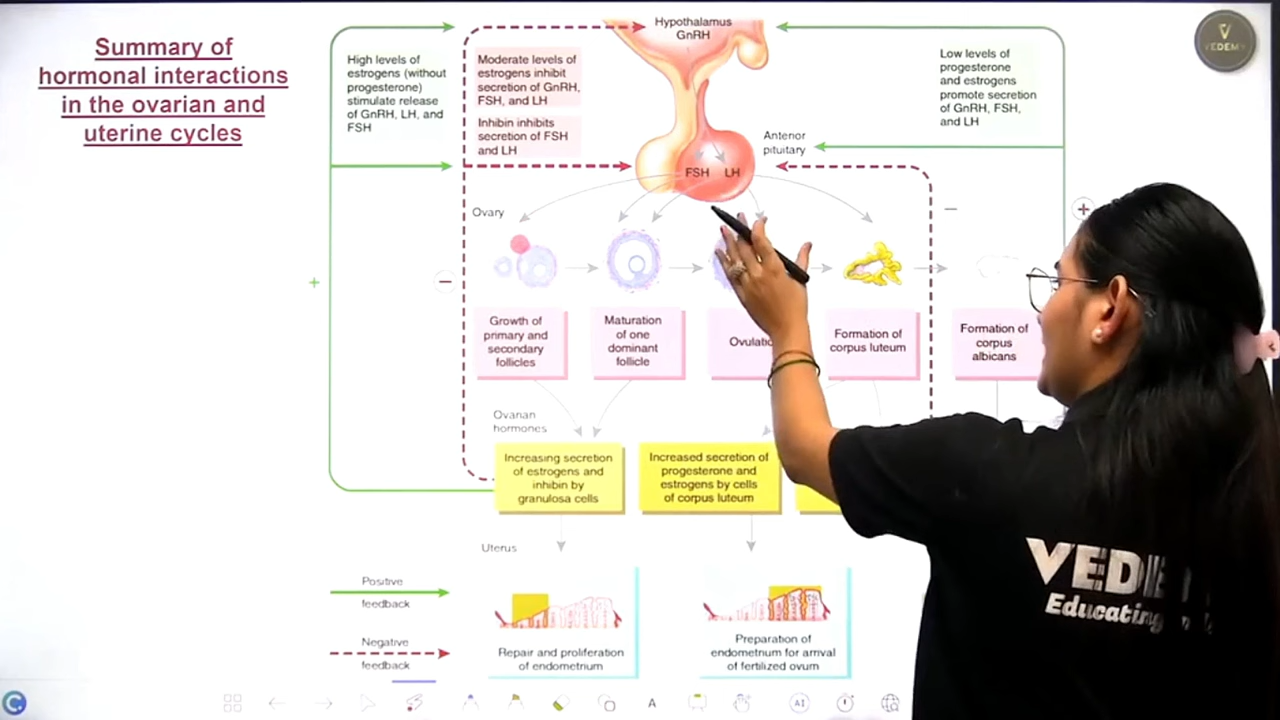 Summary of
hormonal interactions
in the ovarian and
uterine cycles
High levels of
estrogens (without
progesterone)
stimulate release
of GnRH, LH, and
FSH
Moderate levels of
estrogens inhibit
secretion of GnRH,
FSH, and LH
Inhibin inhibits
secretion of FSH
and LH
Hypothalamus
GnRH
Low levels of
progesterone
and estrogens
promote secretion
of GnRH, FSH,
and LH
Anterior
pituitary
FSH LH
Ovary
Growth of
primary and
secondary
follicles
Maturation
of one
dominant
follicle
Formation of
corpus luteum
Formation of
corpus
albicans
Ovarian
hormones
Increasing secretion
of estrogens and
inhibin by
granulosa cells
Increased secretion of
progesterone and
estrogens by cells
of corpus luteum
Uterus
Positive
feedback
Negative
feedback
Repair and proliferation
of endometrium
Preparation of
endometrium for arrival
of fertilized ovum
A
AI
VEDEMY
Educating